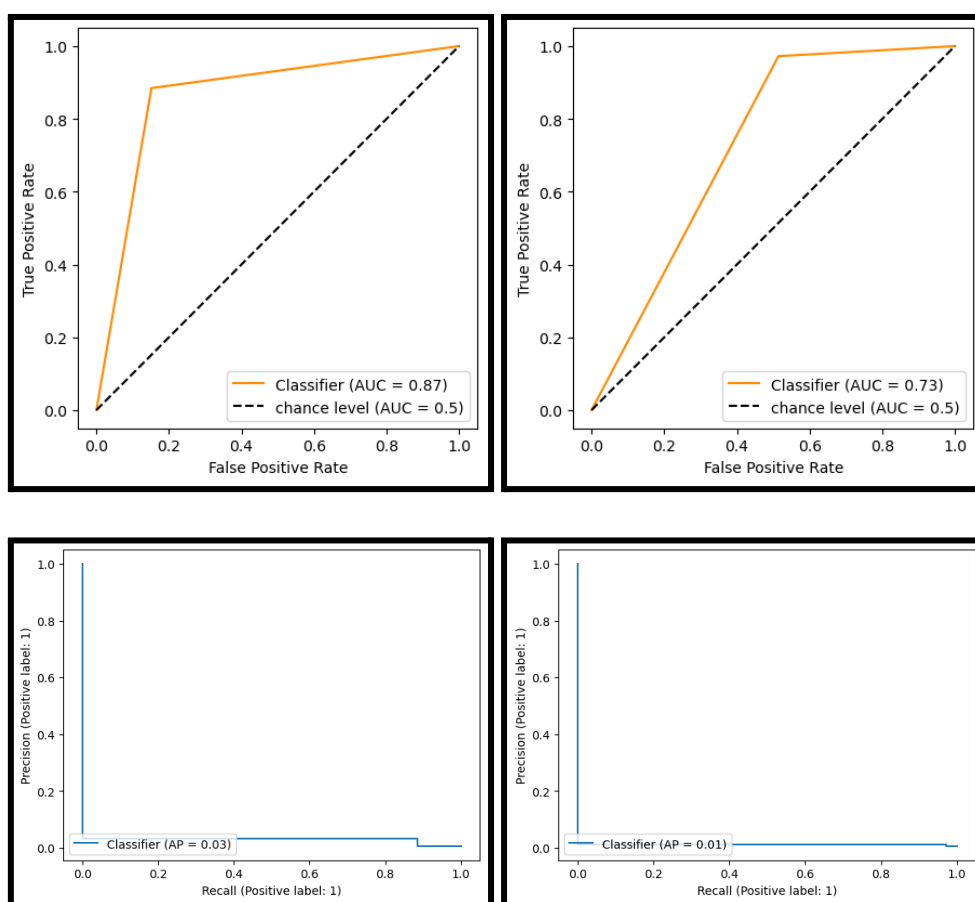 1.0
0.8
0.6
0.4
0.2
0.0
True Positive Rate
Classifier (AUC = 0.87)
chance level (AUC = 0.5)
0.0 0.2 0.4 0.6 0.8 1.0
False Positive Rate
1.0
0.8
0.6
0.4
0.2
0.0
True Positive Rate
Classifier (AUC = 0.73)
chance level (AUC = 0.5)
0.0 0.2 0.4 0.6 0.8 1.0
False Positive Rate
1.0
0.8
0.6
0.4
0.2
0.0
Precision (Positive label: 1)
Classifier (AP = 0.03)
0.0 0.2 0.4 0.6 0.8 1.0
Recall (Positive label: 1)
1.0
0.8
0.6
0.4
0.2
0.0
Precision (Positive label: 1)
Classifier (AP = 0.01)
0.0 0.2 0.4 0.6 0.8 1.0
Recall (Positive label: 1)